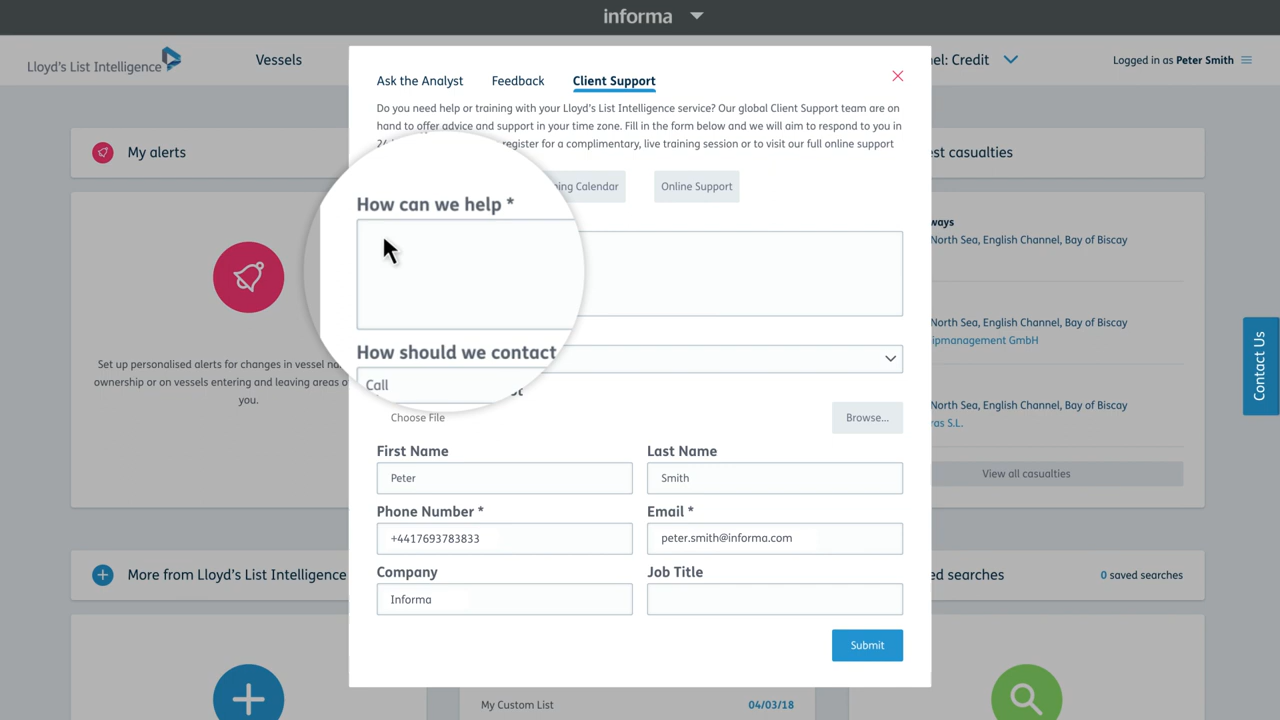 informa
Lloyd's List Intelligence
Vessels
el: Credit
Logged in as Peter Smith
Ask the Analyst
Feedback
Client Support
Do you need help or training with your Lloyd's List Intelligence service? Our global Client Support team are on
hand to offer advice and support in your time zone. Fill in the form below and we will aim to respond to you in
register for a complimentary, live training session or to visit our full online support
ing Calendar
Online Support
How can we help *
How should we contact
Call
Choose File
Browse...
First Name
Last Name
Peter
Smith
Phone Number *
Email *
+4417693783833
peter.smith@informa.com
Company
Job Title
Informa
Submit
My alerts
Set up personalised alerts for changes in vessel
ownership or on vessels entering and leaving areas
you.
est casualties
ways
North Sea, English Channel, Bay of Biscay
North Sea, English Channel, Bay of Biscay
ipmanagement GmbH
North Sea, English Channel, Bay of Biscay
as S.L.
View all casualties
Contact Us
More from Lloyd's List Intelligence
ed searches
0 saved searches
My Custom List
04/03/18